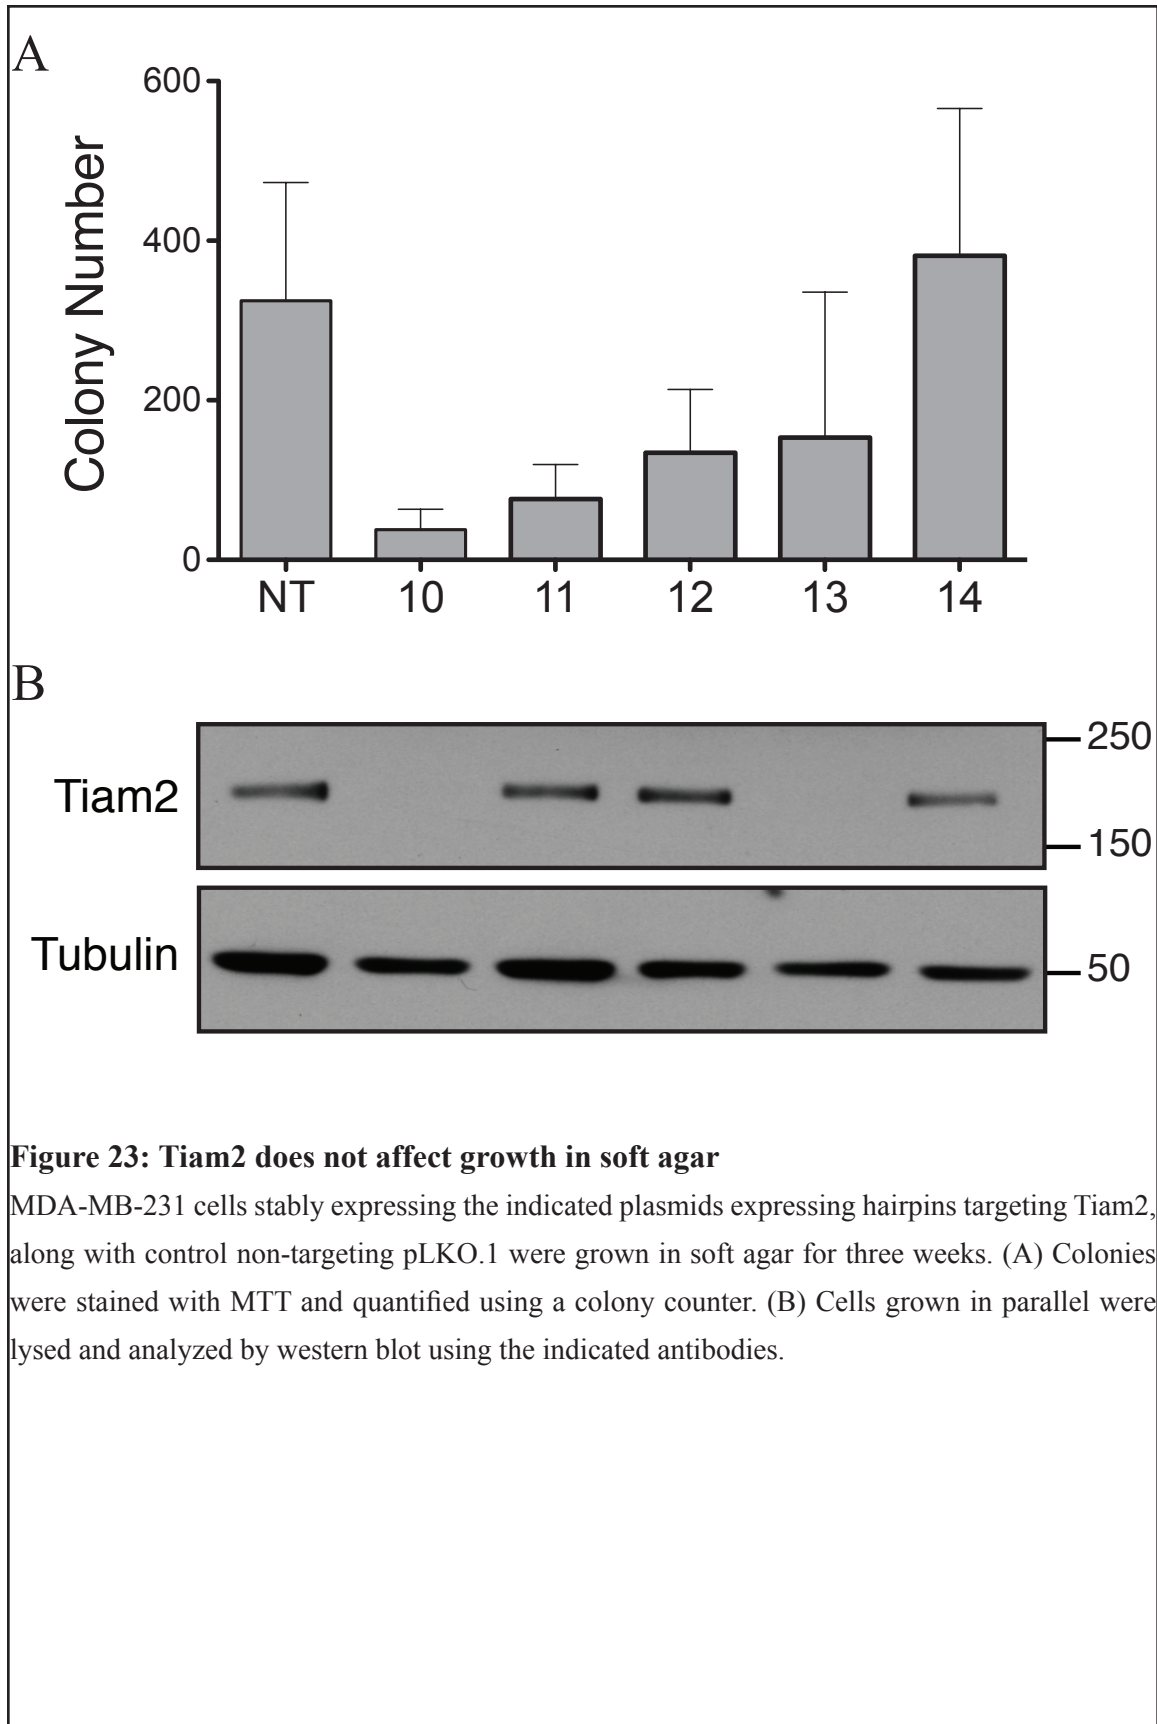 A
600
400
200
0
Colony Number
NT 10 11 12 13 14
B
Tiam2
250
150
Tubulin
50
Figure 23: Tiam2 does not affect growth in soft agar
MDA-MB-231 cells stably expressing the indicated plasmids expressing hairpins targeting Tiam2,
along with control non-targeting pLKO.1 were grown in soft agar for three weeks. (A) Colonies
were stained with MTT and quantified using a colony counter. (B) Cells grown in parallel were
lysed and analyzed by western blot using the indicated antibodies.